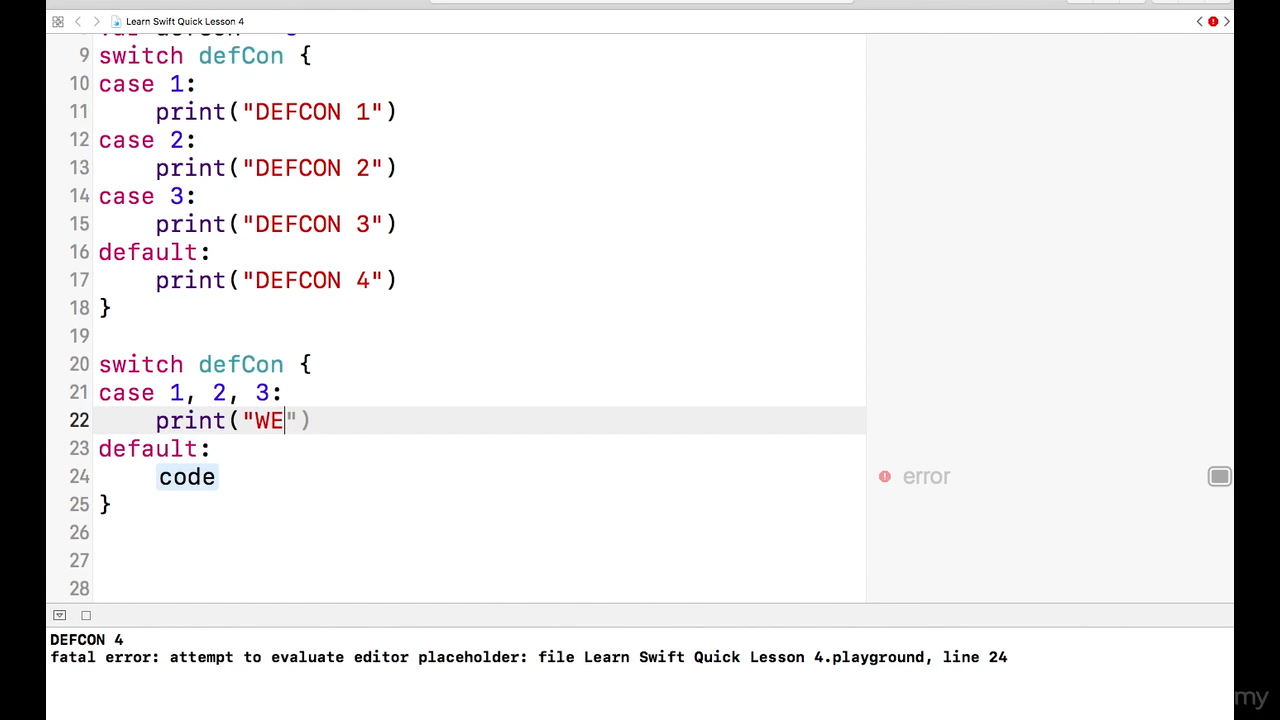 Learn Swift Quick Lesson 4
9 switch defCon {
10 case 1:
11 print("DEFCON 1")
12 case 2:
13 print("DEFCON 2")
14 case 3:
15 print("DEFCON 3")
16 default:
17 print("DEFCON 4")
18 }
19
20 switch defCon {
21 case 1, 2, 3:
22 print("WE")
23 default:
24 code
error
25 }
26
27
28
DEFCON 4
fatal error: attempt to evaluate editor placeholder: file Learn Swift Quick Lesson 4.playground, line 24
my